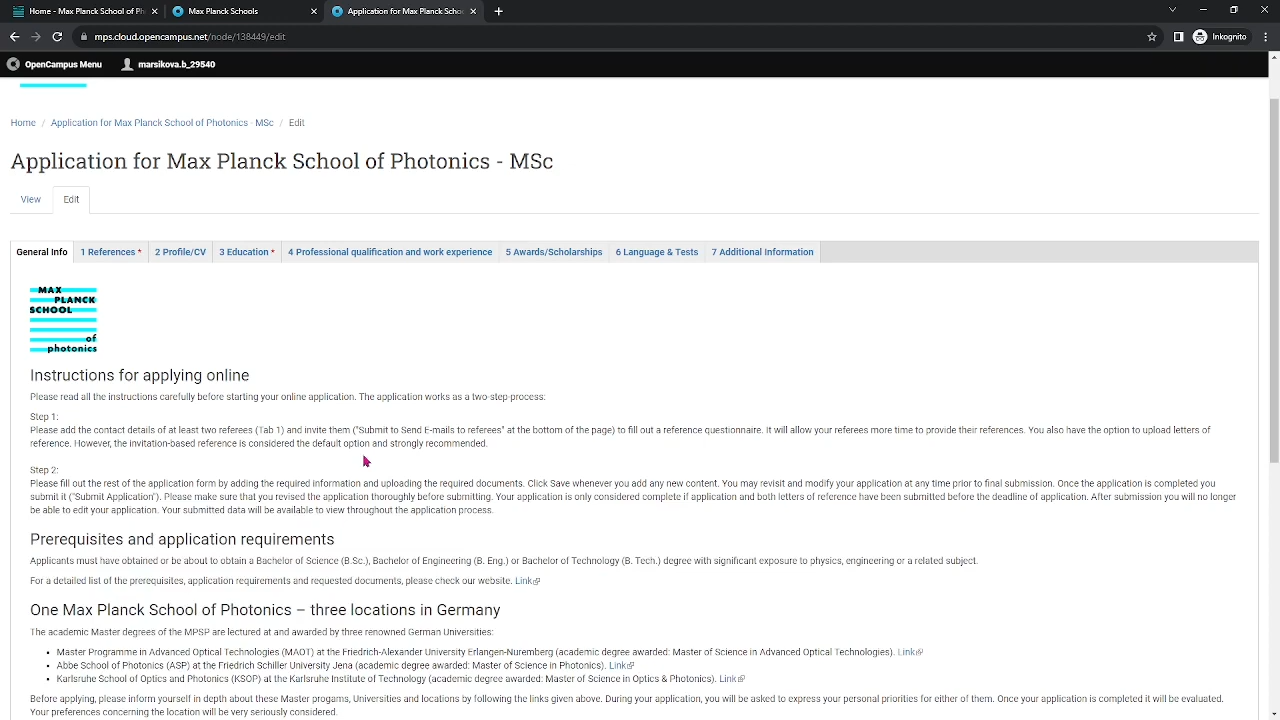 Home - Max Planck School of Ph
Max Planck Schools
Application for Max Planck Schoo
mps.cloud.opencampus.net/node/138449/edit
Inkognito
OpenCampus Menu
marsikova.b_29540
Home / Application for Max Planck School of Photonics - MSc / Edit
Application for Max Planck School of Photonics - MSc
View
Edit
General Info
1 References *
2 Profile/CV
3 Education *
4 Professional qualification and work experience
5 Awards/Scholarships
6 Language & Tests
7 Additional Information
MAX
PLANCK
SCHOOL
of
photonics
Instructions for applying online
Please read all the instructions carefully before starting your online application. The application works as a two-step-process:
Step 1:
Please add the contact details of at least two referees (Tab 1) and invite them ("Submit to Send E-mails to referees" at the bottom of the page) to fill out a reference questionnaire. It will allow your referees more time to provide their references. You also have the option to upload letters of
reference. However, the invitation-based reference is considered the default option and strongly recommended.
Step 2:
Please fill out the rest of the application form by adding the required information and uploading the required documents. Click Save whenever you add any new content. You may revisit and modify your application at any time prior to final submission. Once the application is completed you
submit it ("Submit Application"). Please make sure that you revised the application thoroughly before submitting. Your application is only considered complete if application and both letters of reference have been submitted before the deadline of application. After submission you will no longer
be able to edit your application. Your submitted data will be available to view throughout the application process.
Prerequisites and application requirements
Applicants must have obtained or be about to obtain a Bachelor of Science (B.Sc.), Bachelor of Engineering (B. Eng.) or Bachelor of Technology (B. Tech.) degree with significant exposure to physics, engineering or a related subject.
For a detailed list of the prerequisites, application requirements and requested documents, please check our website. Link
One Max Planck School of Photonics – three locations in Germany
The academic Master degrees of the MPSP are lectured at and awarded by three renowned German Universities:
• Master Programme in Advanced Optical Technologies (MAOT) at the Friedrich-Alexander University Erlangen-Nuremberg (academic degree awarded: Master of Science in Advanced Optical Technologies). Link
• Abbe School of Photonics (ASP) at the Friedrich Schiller University Jena (academic degree awarded: Master of Science in Photonics). Link
• Karlsruhe School of Optics and Photonics (KSOP) at the Karlsruhe Institute of Technology (academic degree awarded: Master of Science in Optics & Photonics). Link
Before applying, please inform yourself in depth about these Master progams, Universities and locations by following the links given above. During your application, you will be asked to express your personal priorities for either of them. Once your application is completed it will be evaluated.
Your preferences concerning the location will be very seriously considered.